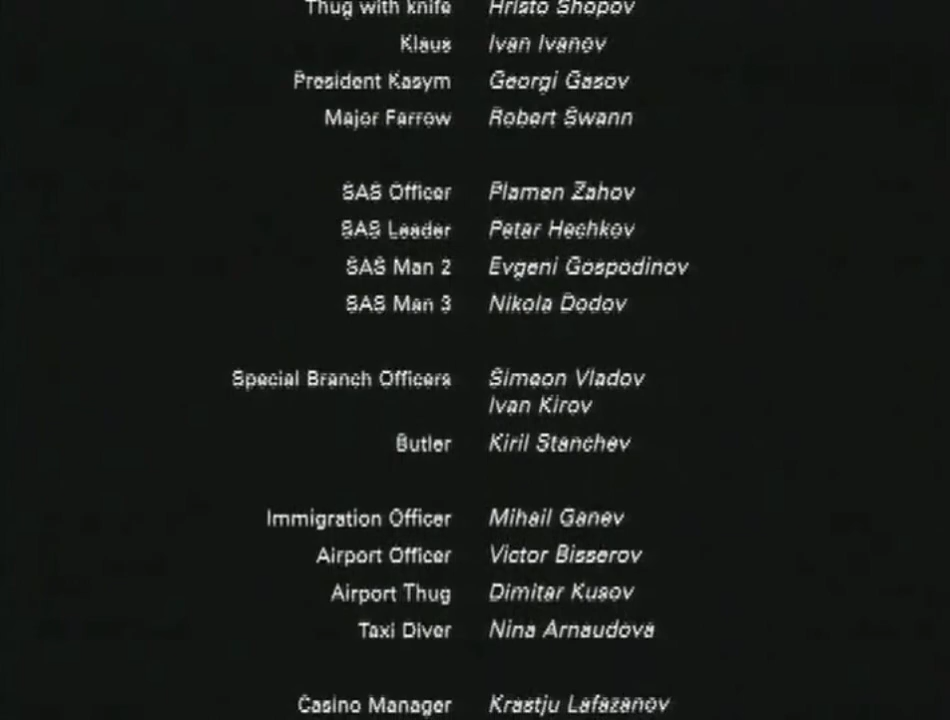 Thug with knife Hristo Shopov
Klaus Ivan Ivanov
President Kasym Georgi Gasov
Major Farrow Robert Swann
SAS Officer Plamen Zahov
SAS Leader Petar Hechkov
SAS Man 2 Evgeni Gospodinov
SAS Man 3 Nikola Dodov
Special Branch Officers Simeon Vladov
Ivan Kirov
Butler Kiril Stanchev
Immigration Officer Mihail Ganev
Airport Officer Victor Bisserov
Airport Thug Dimitar Kusov
Taxi Diver Nina Arnaudova
Casino Manager Krastju Lafazanov